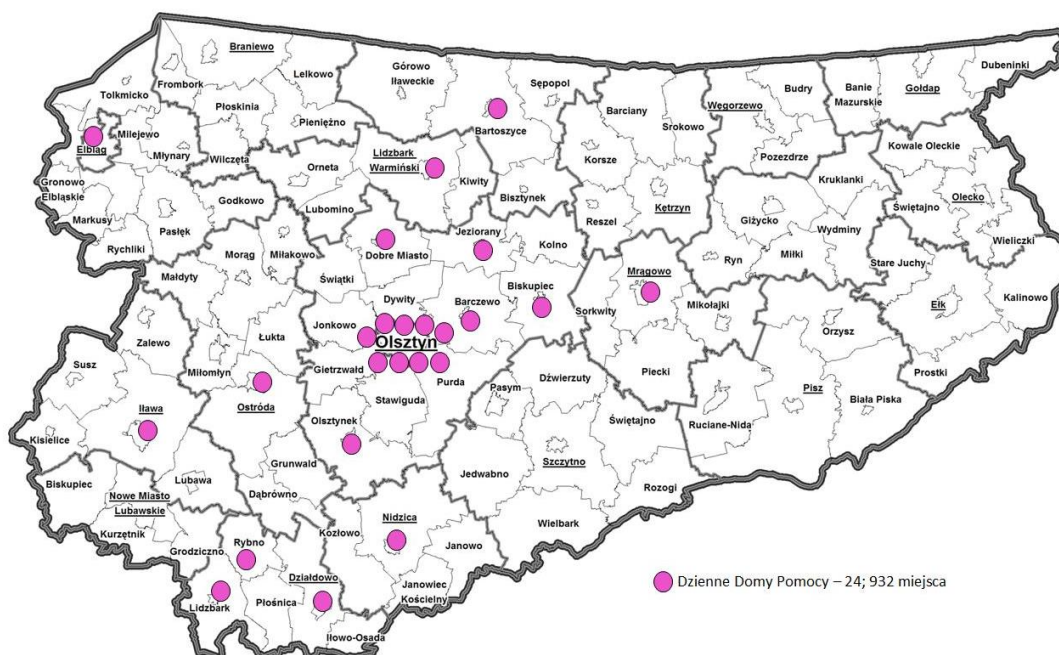 Braniewo
Górowo
Iławeckie
Lelkowo
Frombork
Sępopol
Dubeninki
Banie
Mazurskie
Gołdap
Budry
Węgorzewo
Tolkmicko
Płoskinia
Pieniężno
Barciany
Srokowo
Bartoszyce
Milejewo
Elbląg
Młynary
Wilczęta
Lidzbark
Warmiński
Korsze
Pozezdrze
Kowale Oleckie
Orneta
Kiwity
Bisztynek
Kętrzyn
Kruklanki
Gronowo
Elbląskie
Godkowo
Lubomino
Reszel
Giżycko
Świętajno
Olecko
Markusy
Pasłęk
Wydminy
Rychliki
Morąg
Miłakowo
Dobre Miasto
Jeziorany
Kolno
Wieliczki
Małdyty
Świątki
Ryn
Miłki
Stare Juchy
Mrągowo
Biskupiec
Dywity
Barczewo
Sorkwity
Mikołajki
Ełk
Kalinowo
Jonkowo
Olsztyn
Orzysz
Zalewo
Łukta
Susz
Miłomłyn
Gietrzwałd
Purda
Dźwierzuty
Piecki
Prostki
Pasym
Pisz
Biała Piska
Stawiguda
Ostróda
Iława
Olsztynek
Świętajno
Ruciane-Nida
Kisielice
Grunwald
Szczytno
Jedwabno
Biskupiec
Lubawa
Dąbrówno
Rozogi
Nowe Miasto
Lubawskie
Kurzętnik
Nidzica
Wielbark
Kozłowo
Rybno
Janowo
Grodziczno
Działdowo
Janowiec
Kościelny
Lidzbark
Płośnica
Iłowo-Osada
Dzienne Domy Pomocy – 24; 932 miejsca